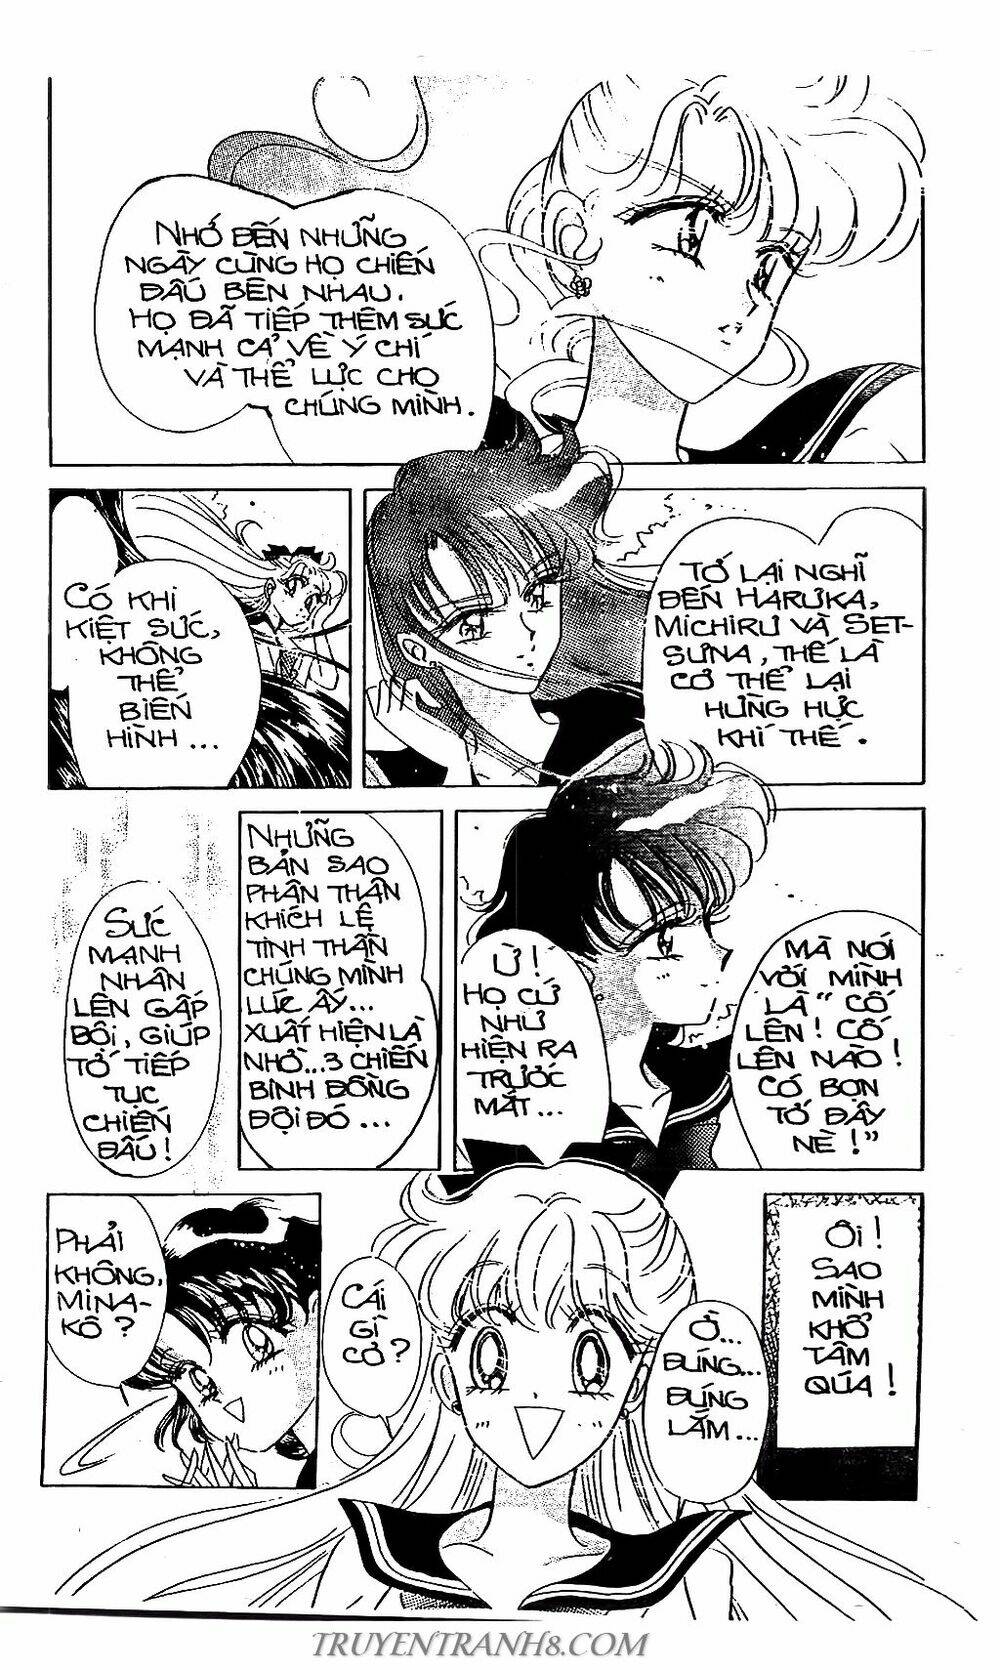 NHỚ ĐẾN NHỮNG
NGÀY CÙNG HỌ CHIẾN
ĐẤU BÊN NHAU.
HỌ ĐÃ TIẾP THÊM SỨC
MẠNH CẢ VỀ Ý CHÍ
VÀ THỂ LỰC CHO
CHÚNG MÌNH.
CÓ KHI
KIỆT SỨC,
KHÔNG
THỂ
BIẾN
HÌNH ...
TỚ LẠI NGHĨ
ĐẾN HARUKA,
MICHIRU VÀ SET-
SUNA, THẾ LÀ
CƠ THỂ LẠI
HỪNG HỰC
KHÍ THẾ.
SỨC
MẠNH
NHÂN
LÊN GẤP
BỘI, GIÚP
TỚ TIẾP
TỤC
CHIẾN
ĐẤU!
NHỮNG
BẢN SAO
PHÂN THÂN
KHÍCH LỆ
TINH THẦN
CHÚNG MÌNH
LÚC ẤY...
XUẤT HIỆN LÀ
NHỜ...3 CHIẾN
BINH ĐỒNG
ĐỘI ĐÓ ...
Ừ!
HỌ CỨ
NHƯ
HIỆN RA
TRƯỚC
MẮT ...
MÀ NÓI
VỚI MÌNH
LÀ " CỐ
LÊN! CỐ
LÊN NÀO!
CÓ BỌN
TỚ ĐÂY
NÈ!"
PHẢI
KHÔNG,
MINA-
KÔ?
CÁI
GÌ
CƠ?
Ờ...
ĐÚNG...
ĐÚNG
LẮM...
ÔI!
SAO
MÌNH
KHỔ
TÂM
QÚA!
TRUYENTRANH8.COM